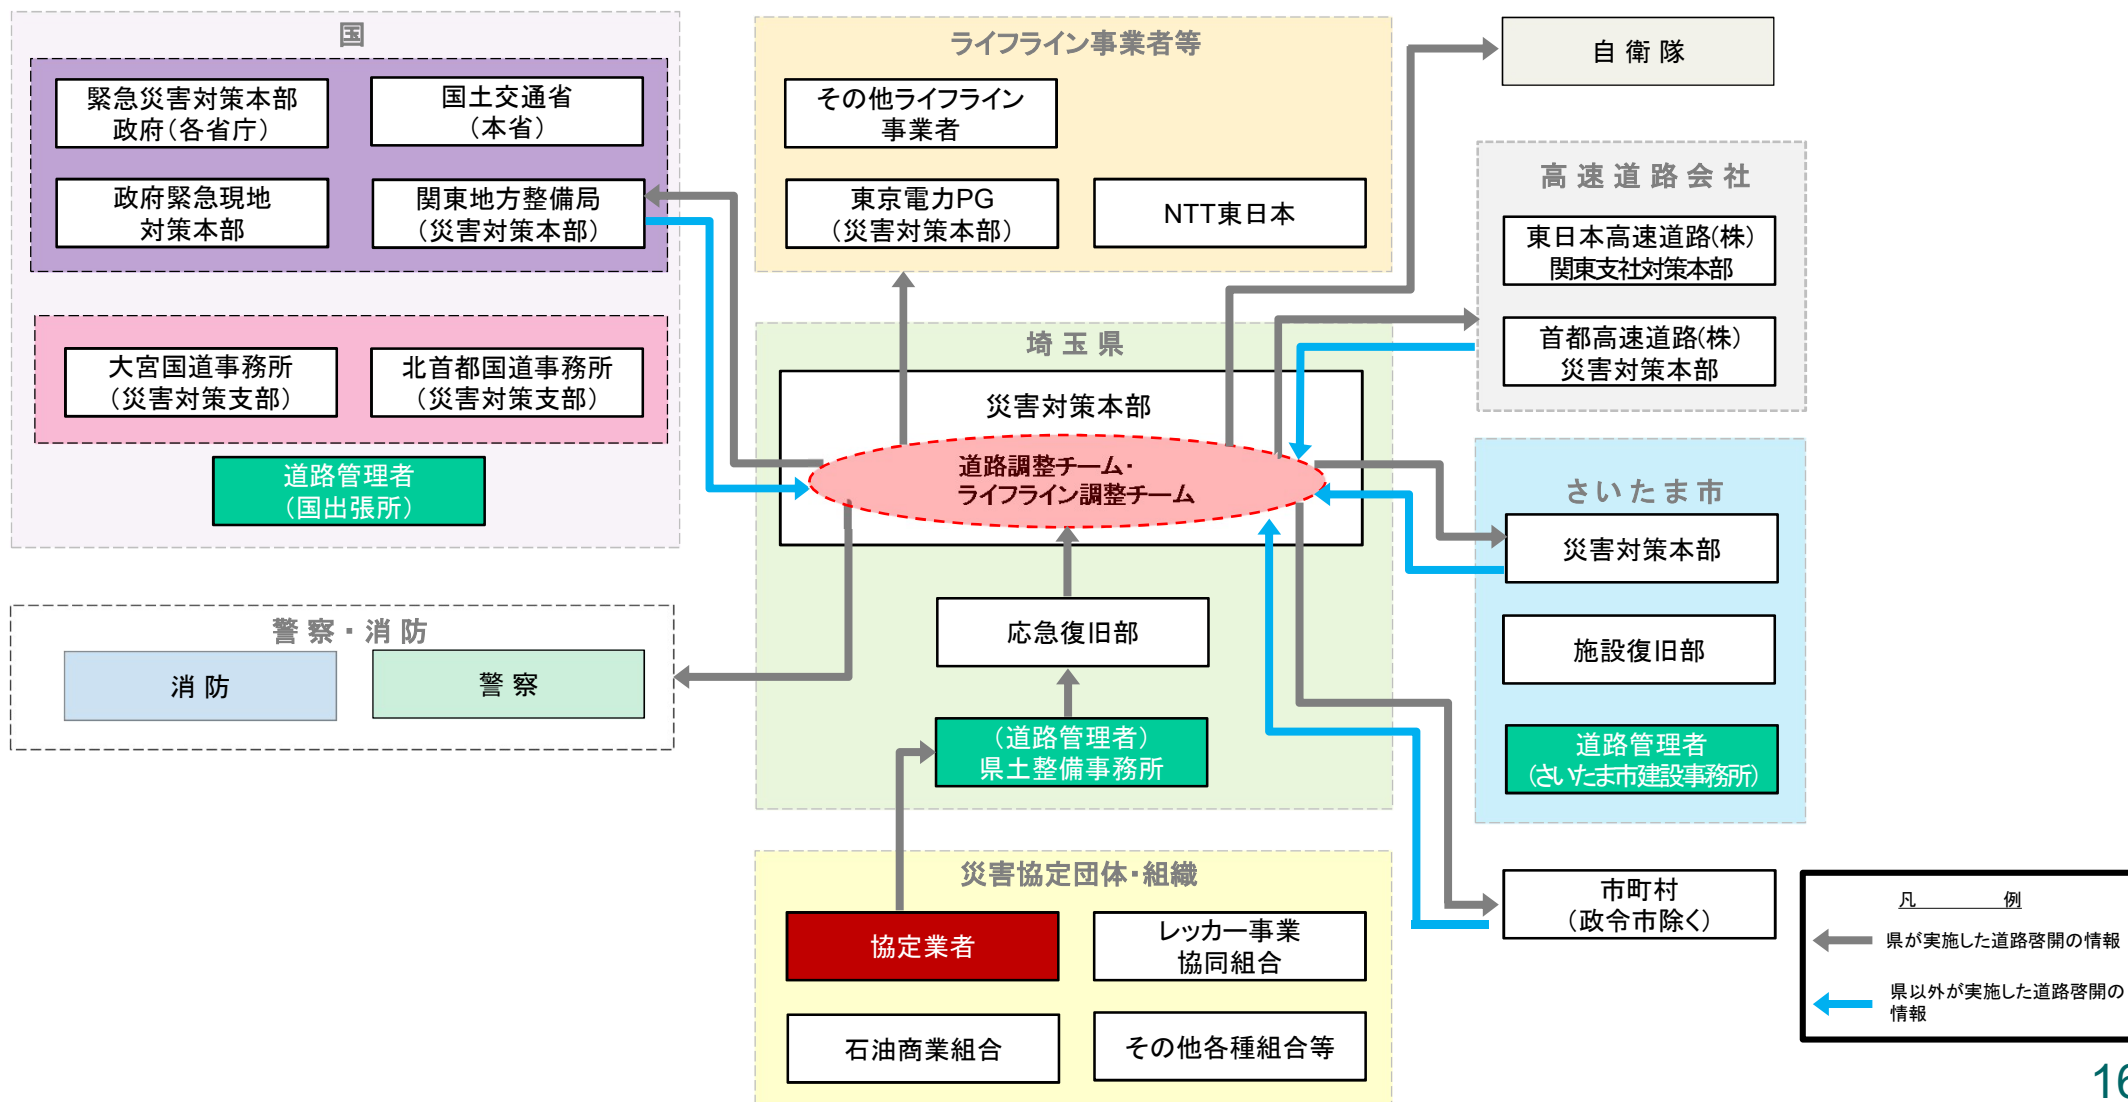 国
緊急災害対策本部
政府(各省庁)
国土交通省
(本省)
政府緊急現地
対策本部
関東地方整備局
(災害対策本部)
大宮国道事務所
(災害対策支部)
北首都国道事務所
(災害対策支部)
道路管理者
(国出張所)
警察・消防
消防
警察
ライフライン事業者等
その他ライフライン
事業者
東京電力PG
(災害対策本部)
NTT東日本
埼玉県
災害対策本部
道路調整チーム・
ライフライン調整チーム
応急復旧部
(道路管理者)
県土整備事務所
災害協定団体・組織
協定業者
レッカー事業
協同組合
石油商業組合
その他各種組合等
自衛隊
高速道路会社
東日本高速道路(株)
関東支社対策本部
首都高速道路(株)
災害対策本部
さいたま市
災害対策本部
施設復旧部
道路管理者
(さいたま市建設事務所)
市町村
(政令市除く)
凡 例
県が実施した道路啓開の情報
県以外が実施した道路啓開の
情報
16